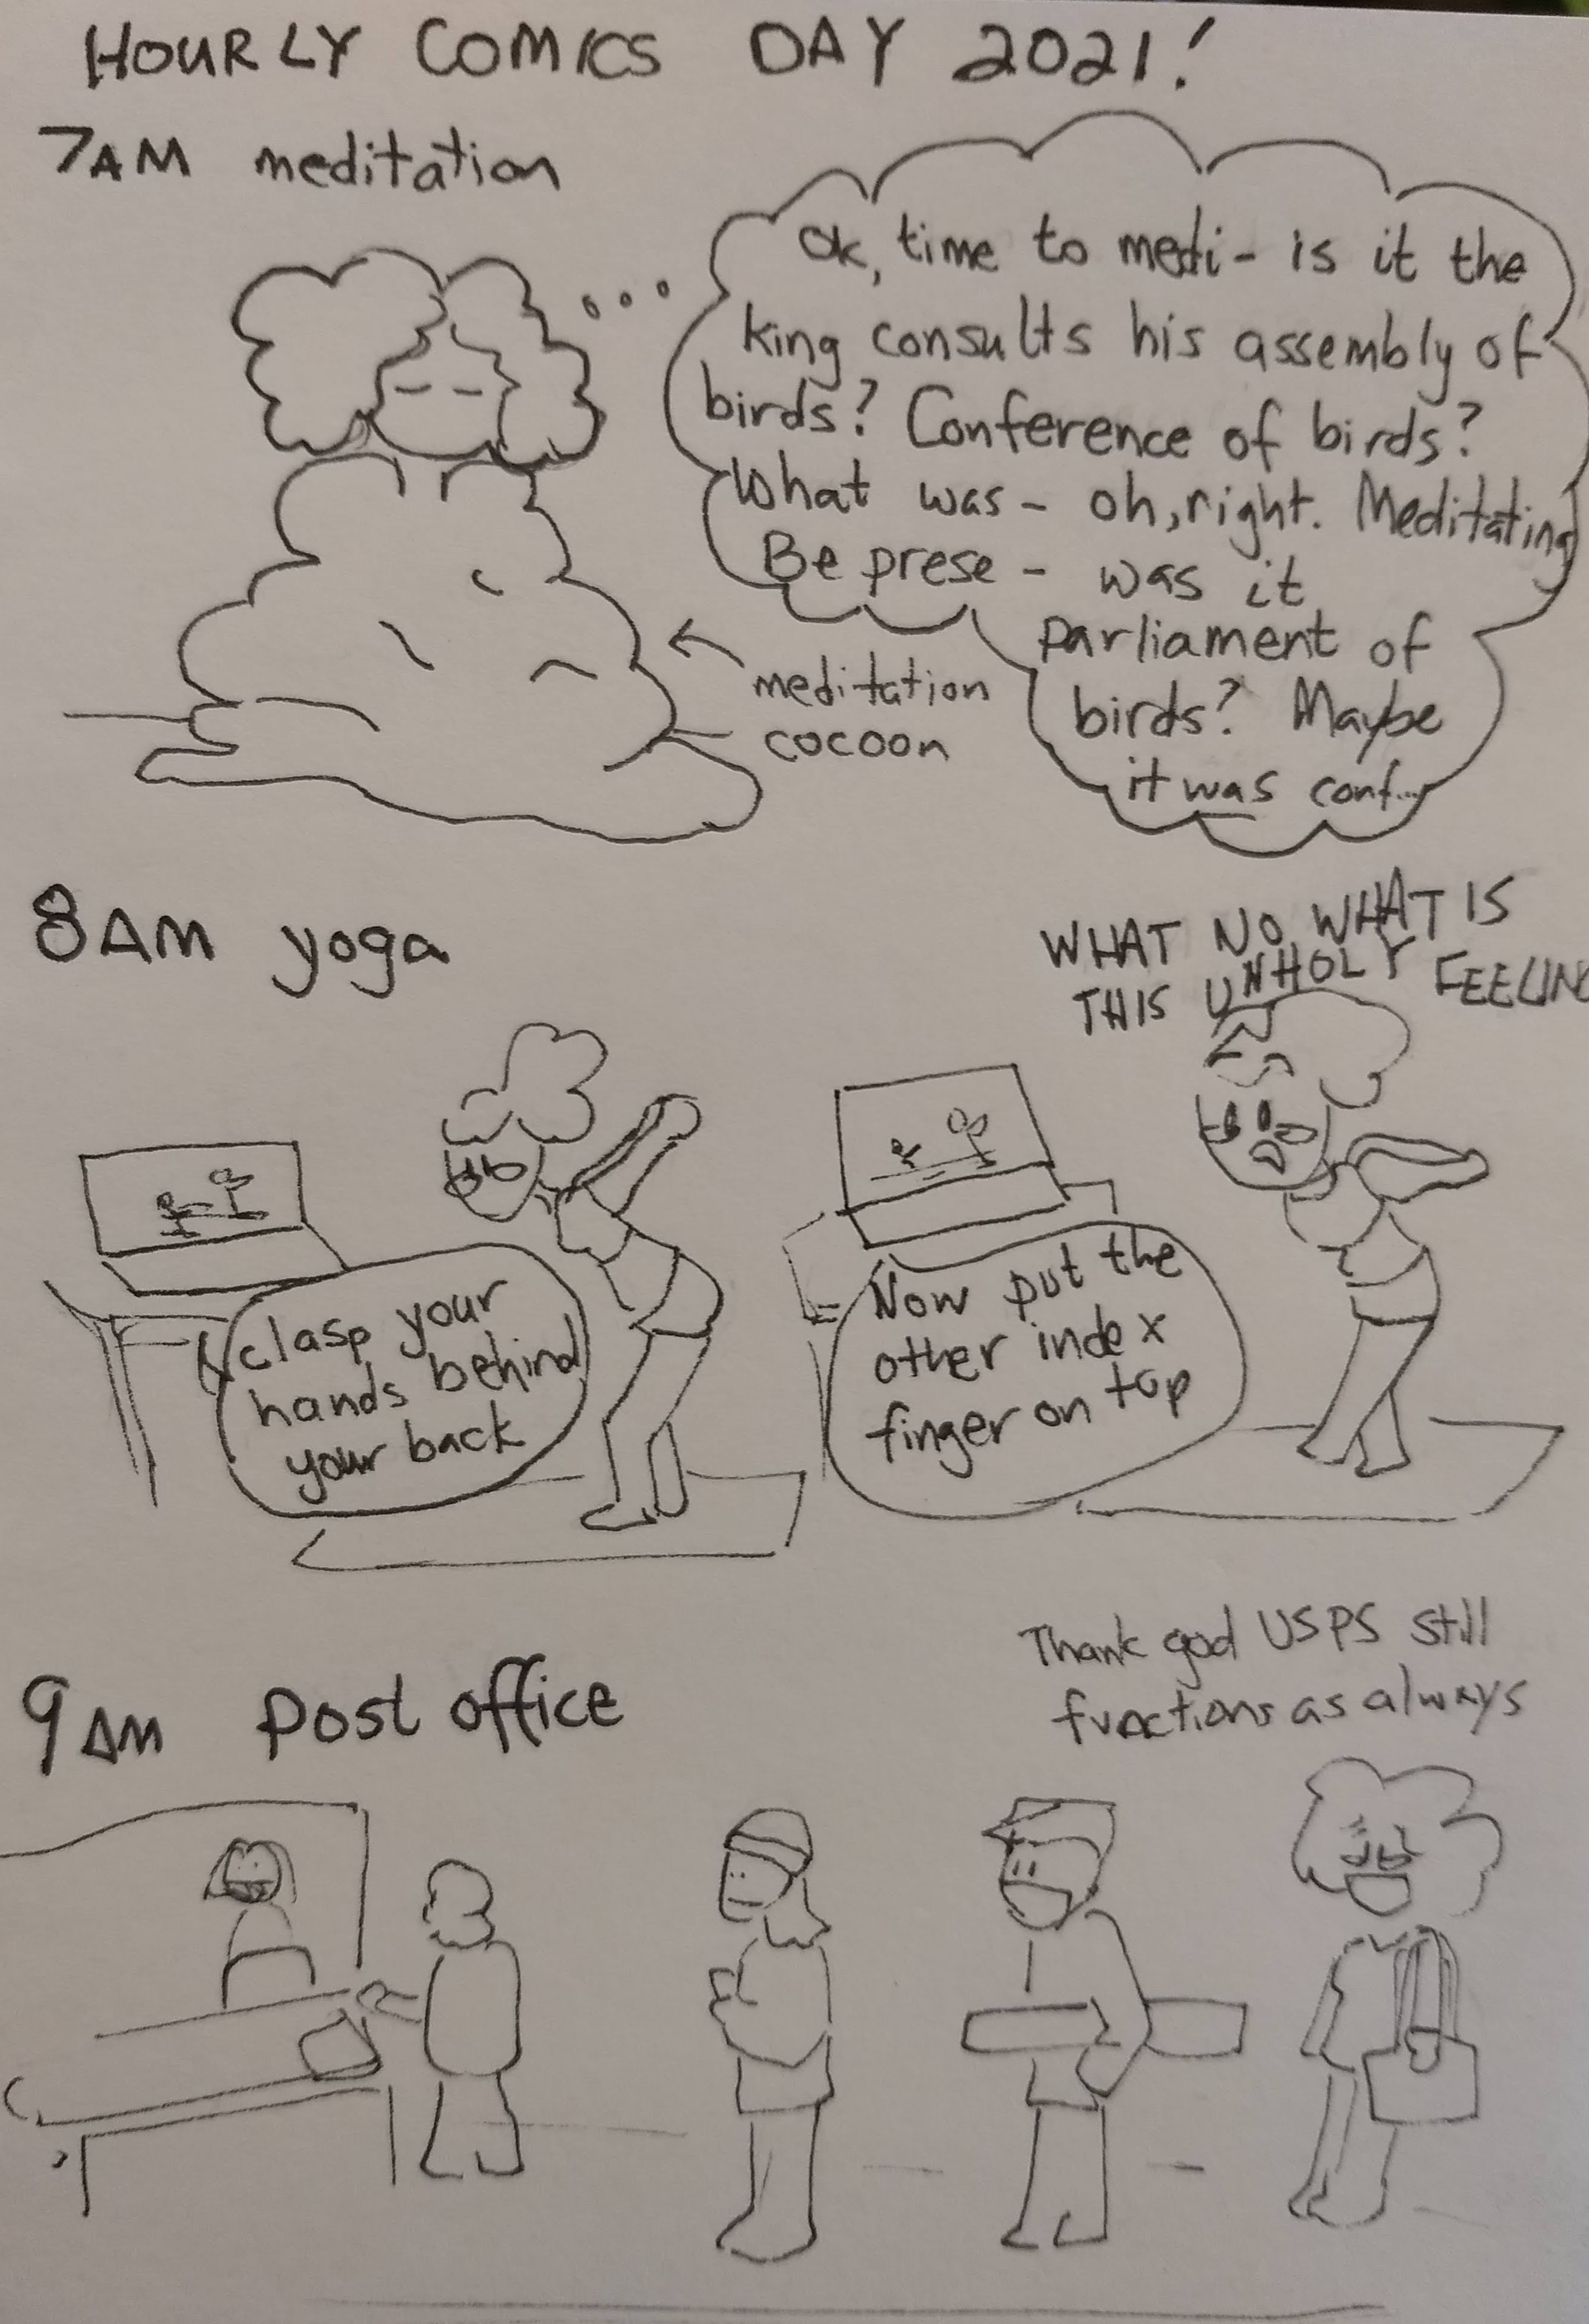 HOURLY COMICS DAY 2021!
7AM meditation
Ok, time to medi- is it the
king consults his assembly of
birds? Conference of birds?
What was - oh, right. Meditating
Be prese - was it
parliament of
birds? Maybe
it was conf...
meditation
cocoon
8AM yoga
clasp your
hands behind
your back
WHAT NO WHAT IS
THIS UNHOLY FEELING
Now put the
other index
finger on top
9AM Post office
Thank god USPS still
functions as always